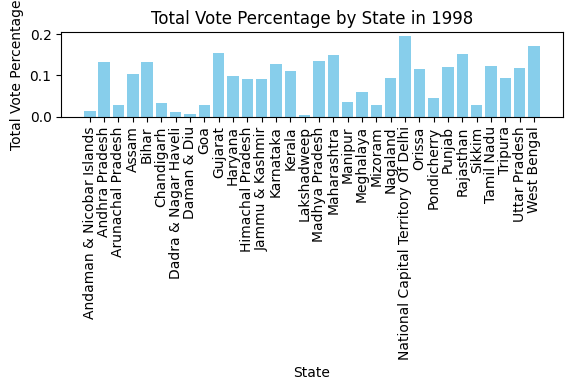 Total Vote Percentage by State in 1998
Total Vote Percentage
0.2
0.1
0.0
Andaman & Nicobar Islands
Andhra Pradesh
Arunachal Pradesh
Assam
Bihar
Chandigarh
Dadra & Nagar Haveli
Daman & Diu
Goa
Gujarat
Haryana
Himachal Pradesh
Jammu & Kashmir
Karnataka
Kerala
Lakshadweep
Madhya Pradesh
Maharashtra
Manipur
Meghalaya
Mizoram
Nagaland
National Capital Territory Of Delhi
Orissa
Pondicherry
Punjab
Rajasthan
Sikkim
Tamil Nadu
Tripura
Uttar Pradesh
West Bengal
State